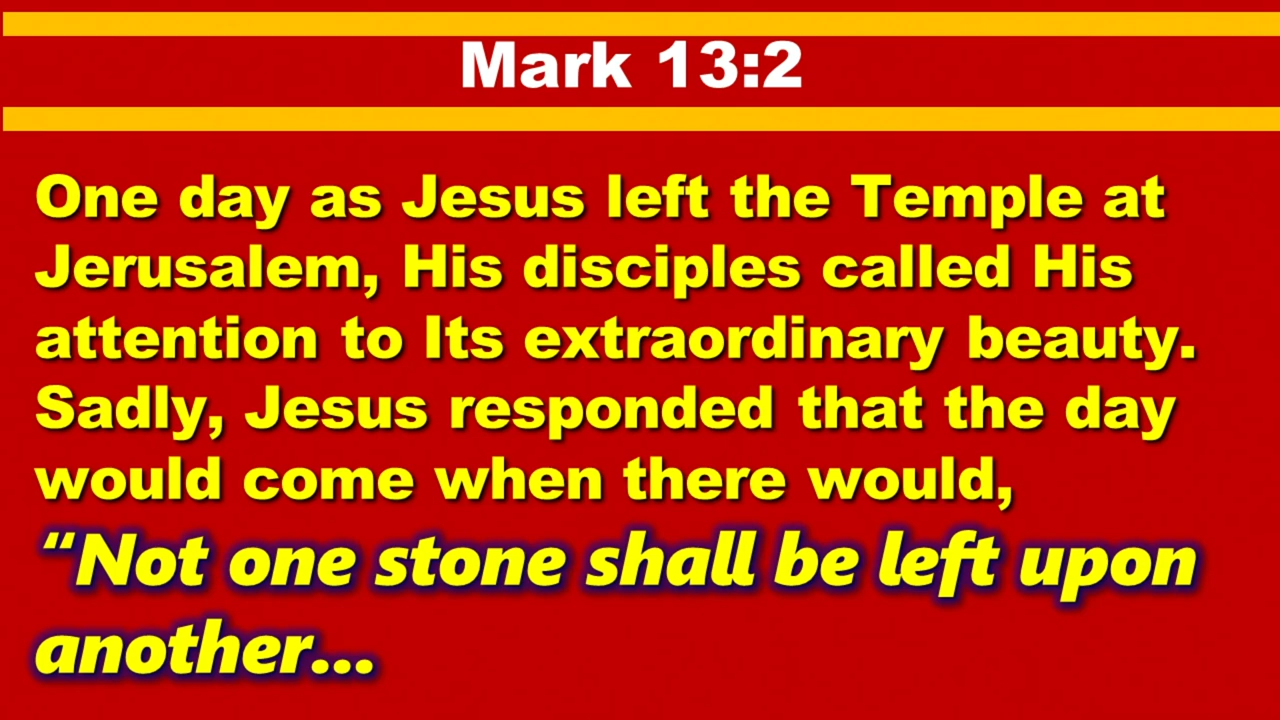 Mark 13:2
One day as Jesus left the Temple at
Jerusalem, His disciples called His
attention to Its extraordinary beauty.
Sadly, Jesus responded that the day
would come when there would,
“Not one stone shall be left upon
another...